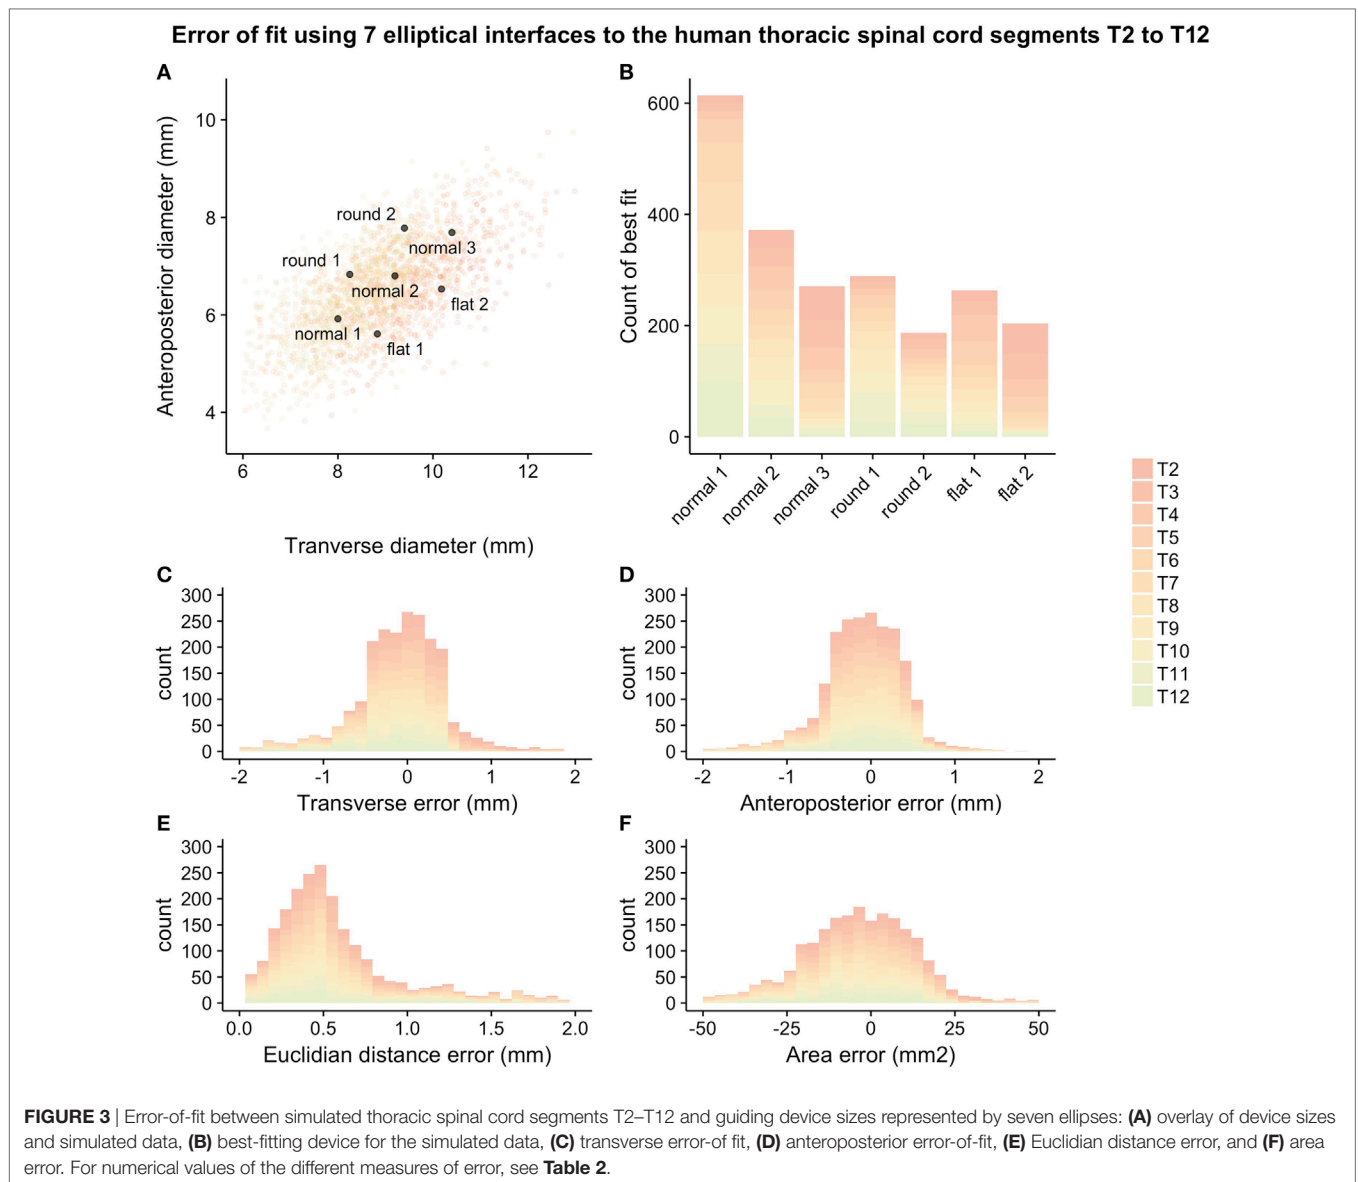 Error of fit using 7 elliptical interfaces to the human thoracic spinal cord segments T2 to T12
A
Anteroposterior diameter (mm)
10
8
6
4
round 2
normal 3
round 1
normal 2
flat 2
normal 1
flat 1
6
8
10
12
Tranverse diameter (mm)
B
Count of best fit
600
400
200
0
normal 1
normal 2
normal 3
round 1
round 2
flat 1
flat 2
T2
T3
T4
T5
T6
T7
T8
T9
T10
T11
T12
C
count
300
250
200
150
100
50
0
-2
-1
0
1
2
Transverse error (mm)
D
count
300
250
200
150
100
50
0
-2
-1
0
1
2
Anteroposterior error (mm)
E
count
300
250
200
150
100
50
0
0.0
0.5
1.0
1.5
2.0
Euclidian distance error (mm)
F
count
300
250
200
150
100
50
0
-50
-25
0
25
50
Area error (mm2)
FIGURE 3 | Error-of-fit between simulated thoracic spinal cord segments T2–T12 and guiding device sizes represented by seven ellipses: (A) overlay of device sizes
and simulated data, (B) best-fitting device for the simulated data, (C) transverse error-of fit, (D) anteroposterior error-of-fit, (E) Euclidian distance error, and (F) area
error. For numerical values of the different measures of error, see Table 2.